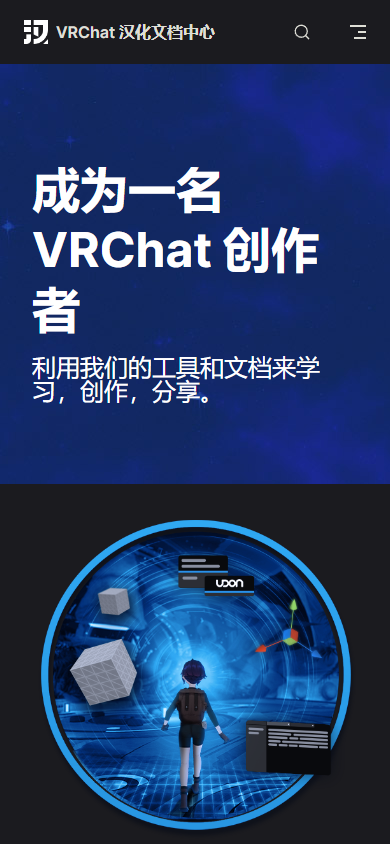 VRChat 汉化文档中心
成为一名
VRChat 创作
者
利用我们的工具和文档来学
习，创作，分享。
UDON